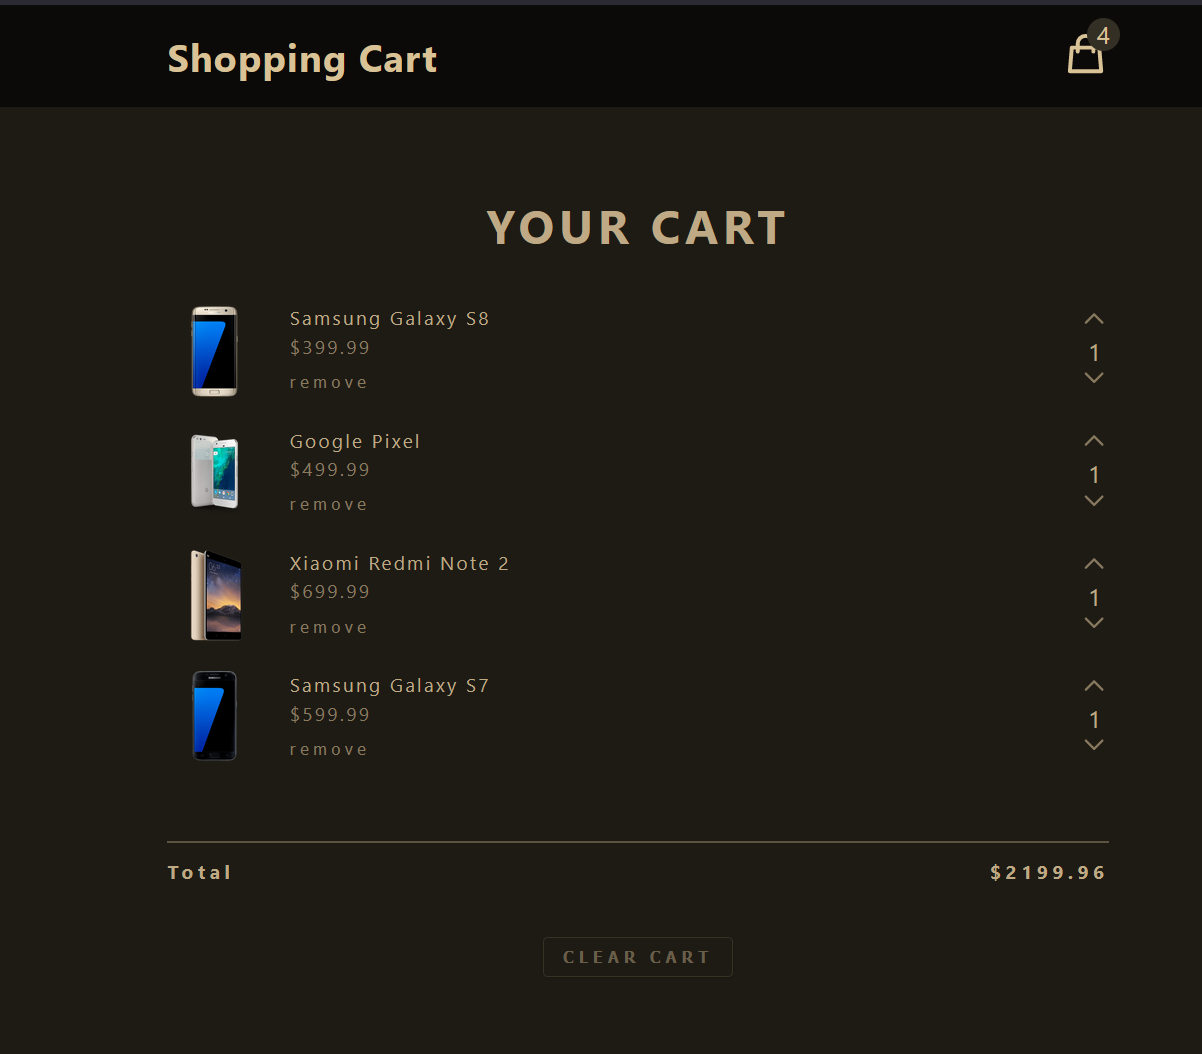 Shopping Cart
4
YOUR CART
Samsung Galaxy S8
$399.99
remove
1
Google Pixel
$499.99
remove
1
Xiaomi Redmi Note 2
$699.99
remove
1
Samsung Galaxy S7
$599.99
remove
1
Total $2199.96
CLEAR CART